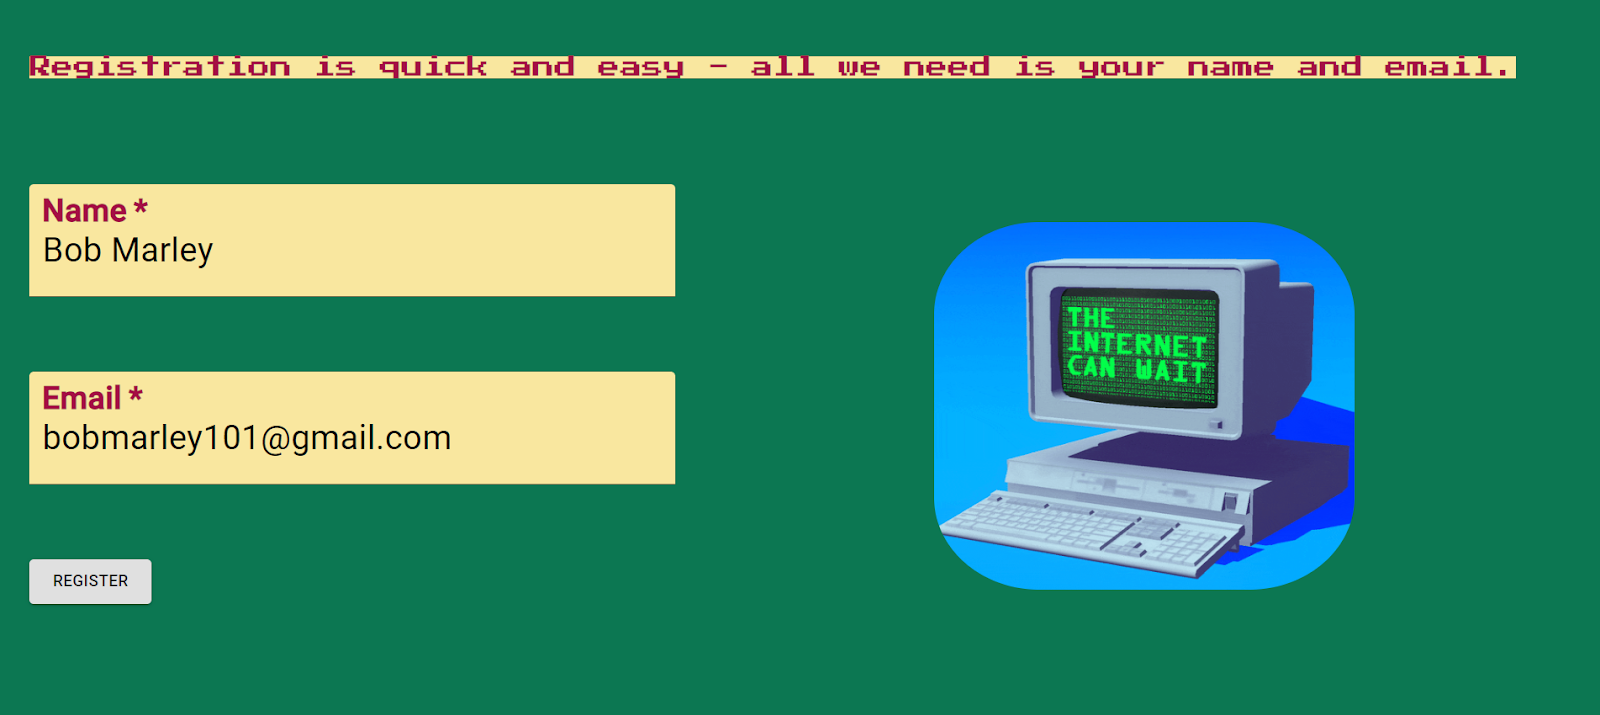 Registration is quick and easy - all we need is your name and email.
Name *
Bob Marley
Email *
bobmarley101@gmail.com
REGISTER
THE
INTERNET
CAN WAIT